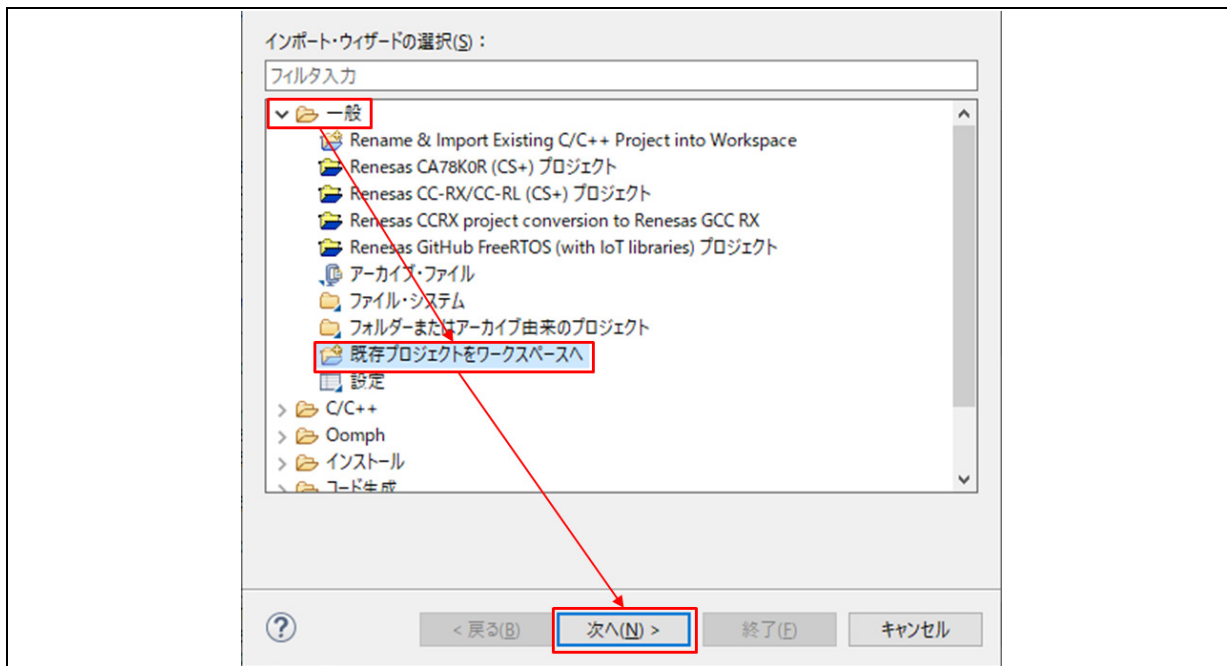 インポート・ウィザードの選択(S)：
フィルタ入力
一般
Rename & Import Existing C/C++ Project into Workspace
Renesas CA78K0R (CS+) プロジェクト
Renesas CC-RX/CC-RL (CS+) プロジェクト
Renesas CCRX project conversion to Renesas GCC RX
Renesas GitHub FreeRTOS (with IoT libraries) プロジェクト
アーカイブ・ファイル
ファイル・システム
フォルダーまたはアーカイブ由来のプロジェクト
既存プロジェクトをワークスペースへ
設定
C/C++
Oomph
インストール
コード生成
< 戻る(B) 次へ(N) > 終了(F) キャンセル